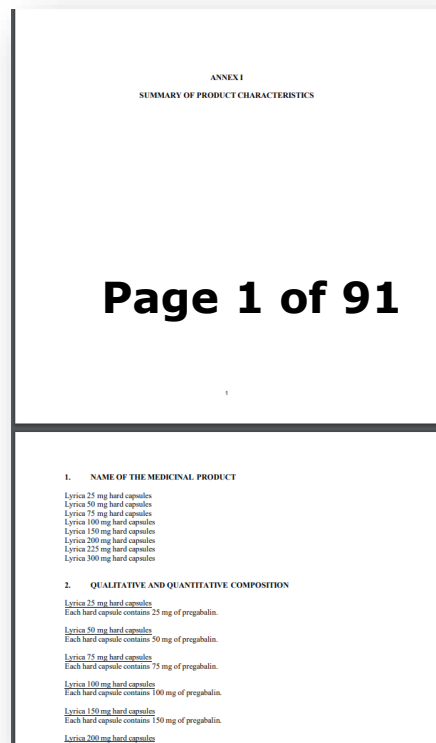 ANNEX I
SUMMARY OF PRODUCT CHARACTERISTICS
Page 1 of 91
1
1. NAME OF THE MEDICINAL PRODUCT
Lyrica 25 mg hard capsules
Lyrica 50 mg hard capsules
Lyrica 75 mg hard capsules
Lyrica 100 mg hard capsules
Lyrica 150 mg hard capsules
Lyrica 200 mg hard capsules
Lyrica 225 mg hard capsules
Lyrica 300 mg hard capsules
2. QUALITATIVE AND QUANTITATIVE COMPOSITION
Lyrica 25 mg hard capsules
Each hard capsule contains 25 mg of pregabalin.
Lyrica 50 mg hard capsules
Each hard capsule contains 50 mg of pregabalin.
Lyrica 75 mg hard capsules
Each hard capsule contains 75 mg of pregabalin.
Lyrica 100 mg hard capsules
Each hard capsule contains 100 mg of pregabalin.
Lyrica 150 mg hard capsules
Each hard capsule contains 150 mg of pregabalin.
Lyrica 200 mg hard capsules